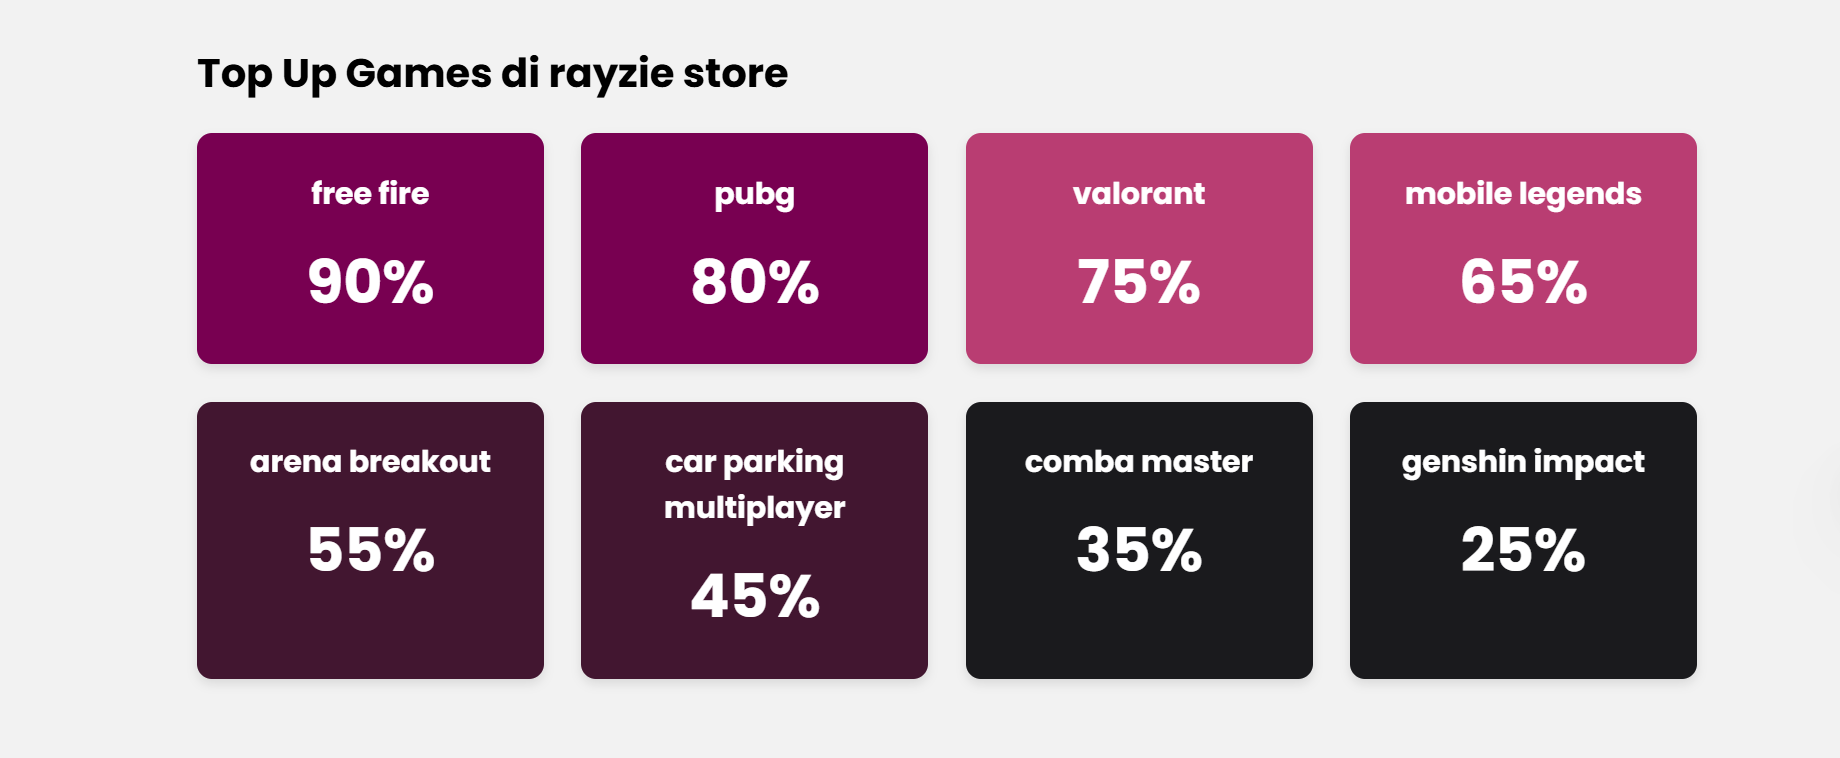 Top Up Games di rayzie store
free fire
90%
pubg
80%
valorant
75%
mobile legends
65%
arena breakout
55%
car parking
multiplayer
45%
comba master
35%
genshin impact
25%